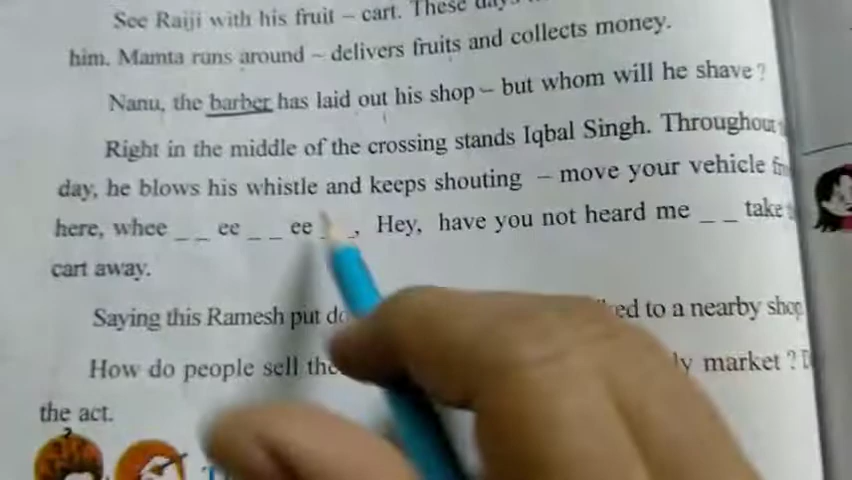 See Raiji with his fruit – cart. These days
him. Mamta runs around – delivers fruits and collects money.
Nanu, the barber has laid out his shop – but whom will he shave?
Right in the middle of the crossing stands Iqbal Singh. Throughout
day, he blows his whistle and keeps shouting – move your vehicle
here, whee _ _ ee _ _ ee _ _, Hey, have you not heard me _ _ take
cart away.
Saying this Ramesh put to a nearby shop
How do people sell market ?
the act.